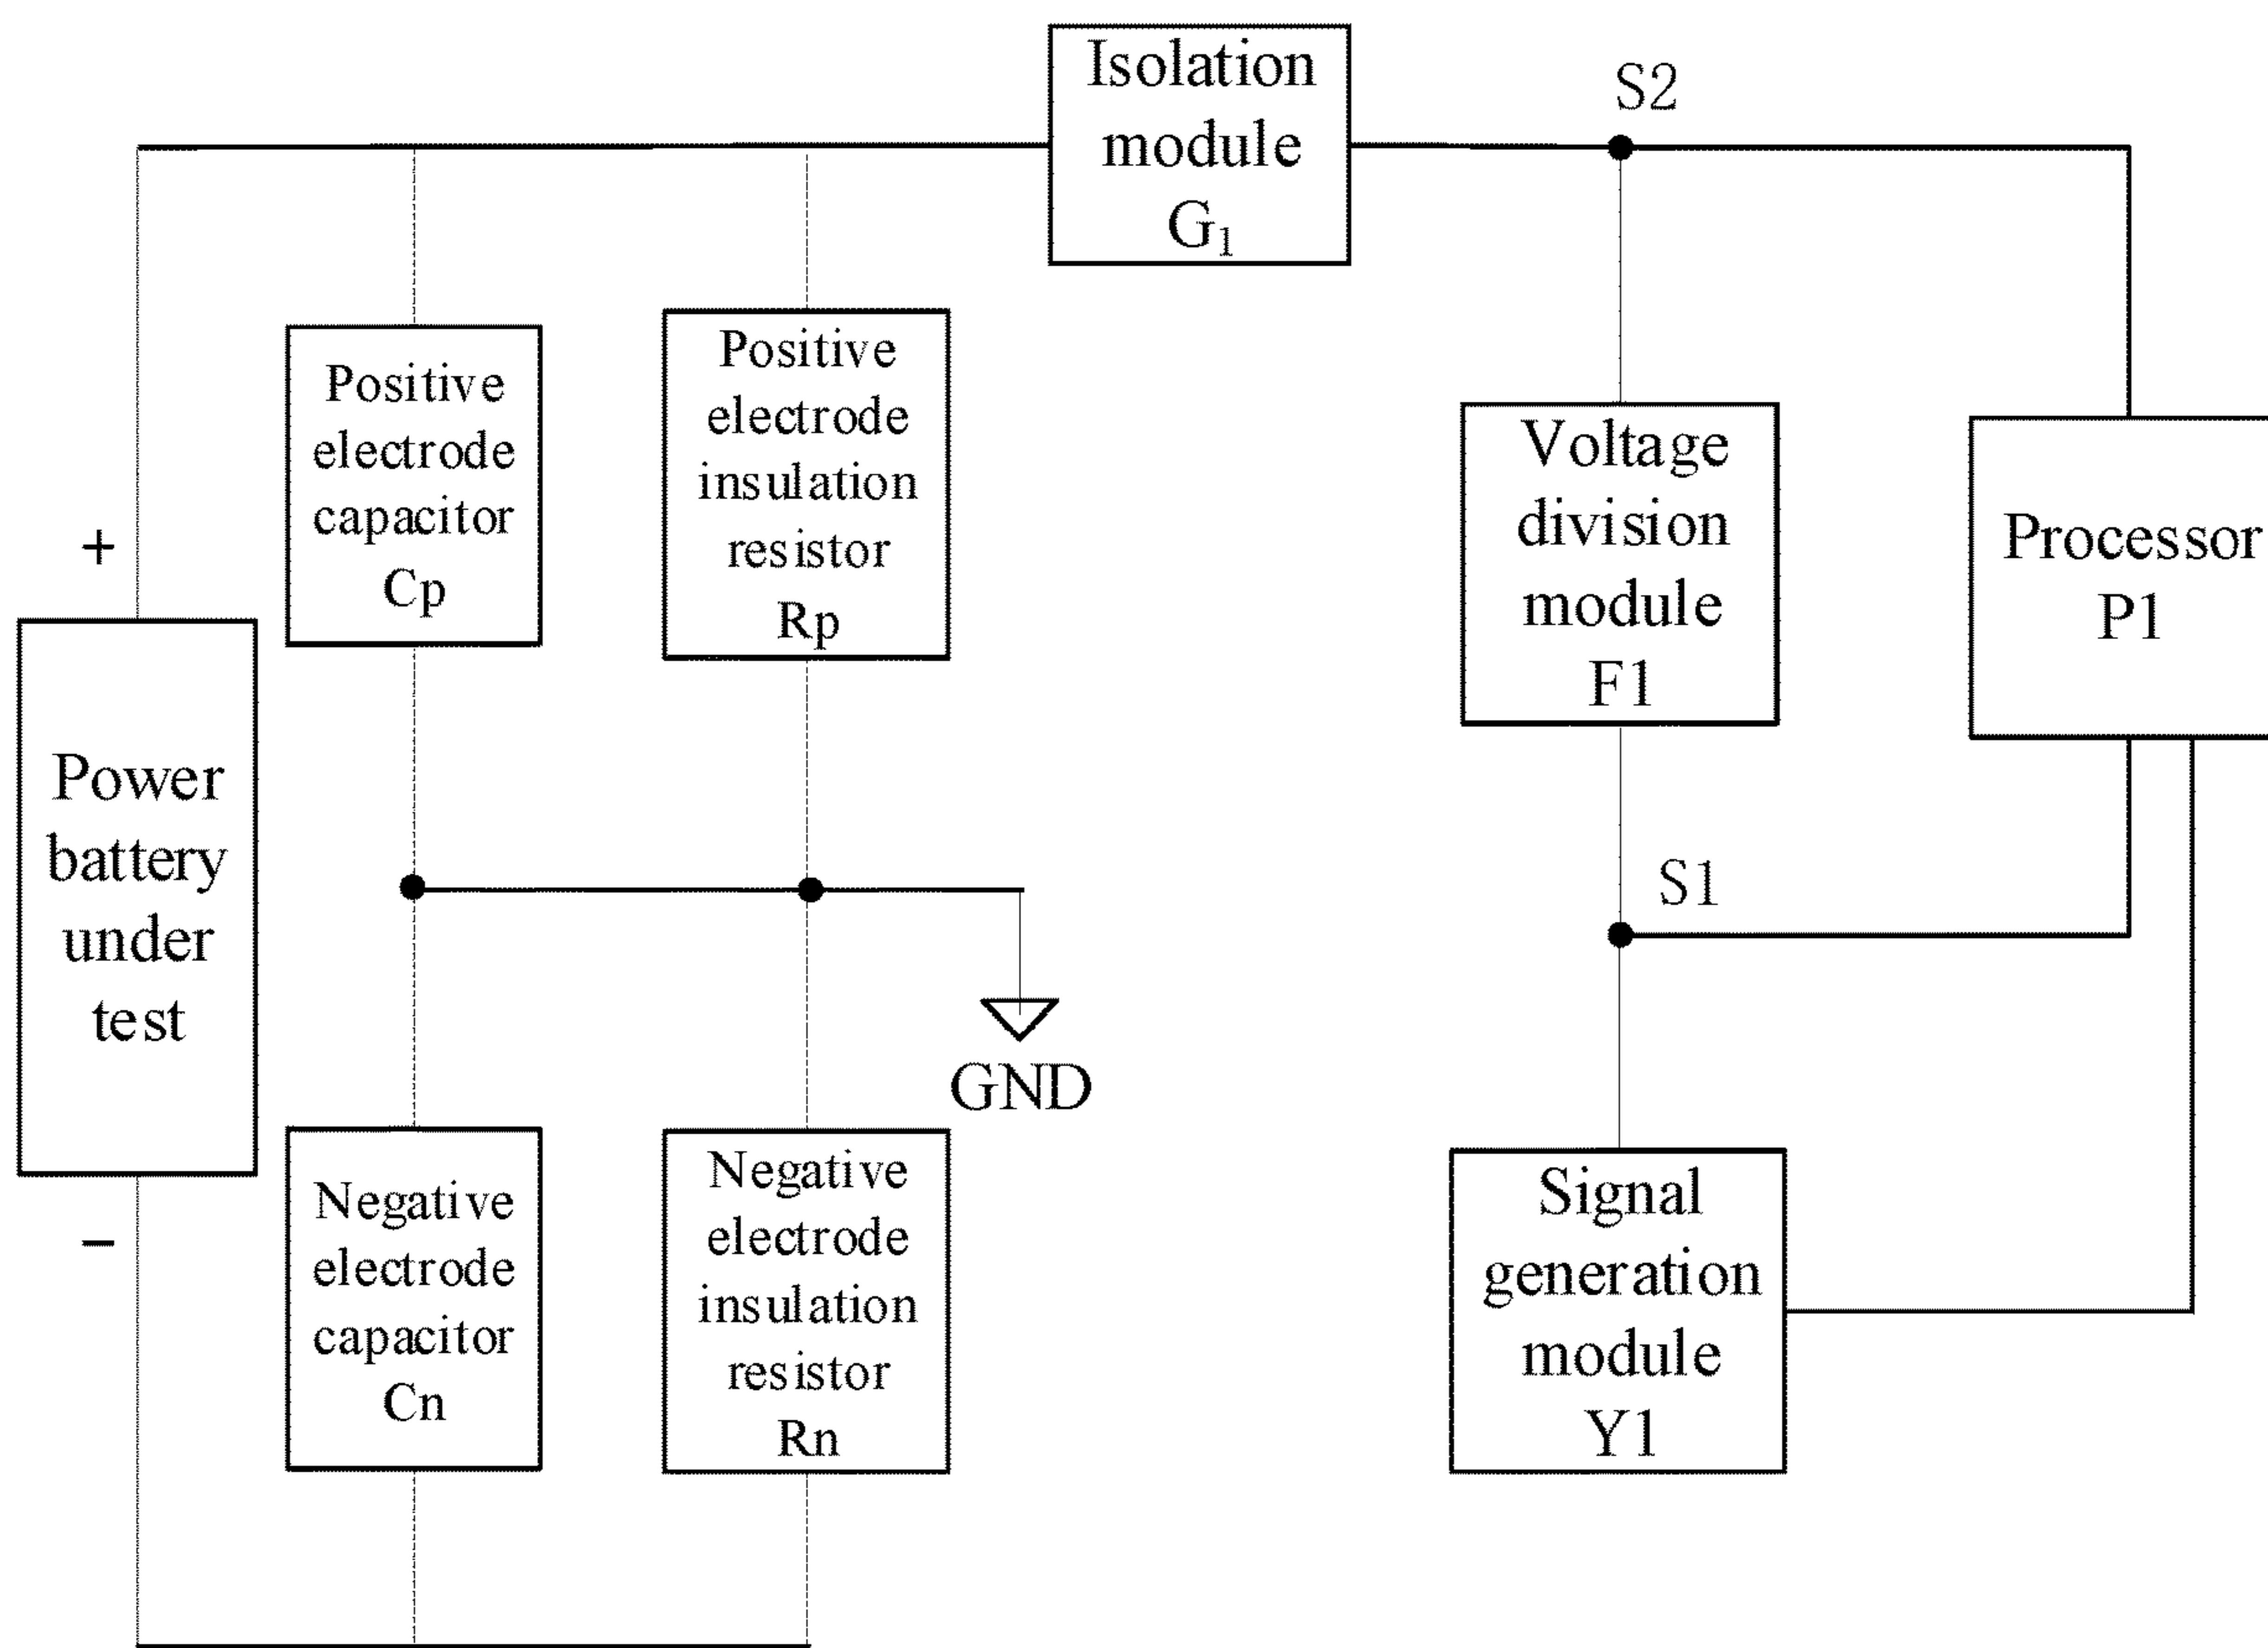 Isolation
module
G₁
S2
Positive
electrode
capacitor
Cp
Positive
electrode
insulation
resistor
Rp
Voltage
division
module
F1
Processor
P1
+
Power
battery
under
test
−
S1
GND
Negative
electrode
capacitor
Cn
Negative
electrode
insulation
resistor
Rn
Signal
generation
module
Y1